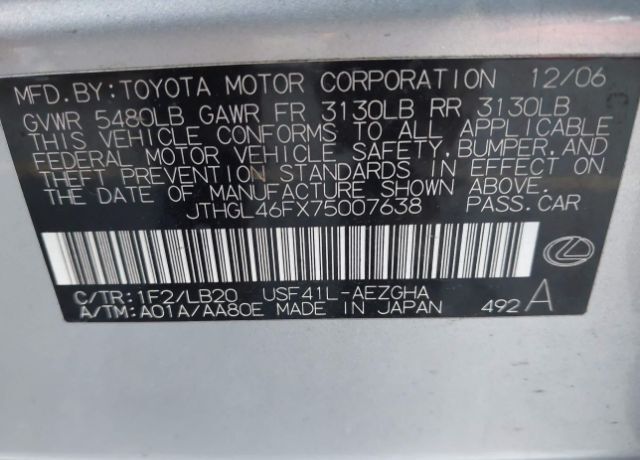 MFD.BY:TOYOTA MOTOR CORPORATION 12/06
GVWR 5480LB GAWR FR 3130LB RR 3130LB
THIS VEHICLE CONFORMS TO ALL APPLICABLE
FEDERAL MOTOR VEHICLE SAFETY,BUMPER,AND
THEFT PREVENTION STANDARDS IN EFFECT ON
THE DATE OF MANUFACTURE SHOWN ABOVE.
JTHGL46FX75007638 PASS.CAR
C/TR:1F2/LB20 USF41L-AEZGHA
A/TM:A01A/AA80E MADE IN JAPAN 492 A